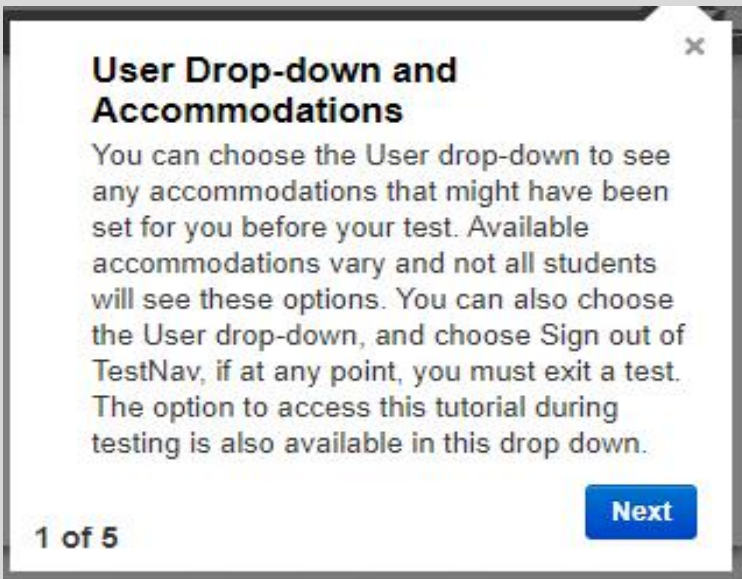 User Drop-down and
Accommodations
You can choose the User drop-down to see
any accommodations that might have been
set for you before your test. Available
accommodations vary and not all students
will see these options. You can also choose
the User drop-down, and choose Sign out of
TestNav, if at any point, you must exit a test.
The option to access this tutorial during
testing is also available in this drop down.
1 of 5
Next